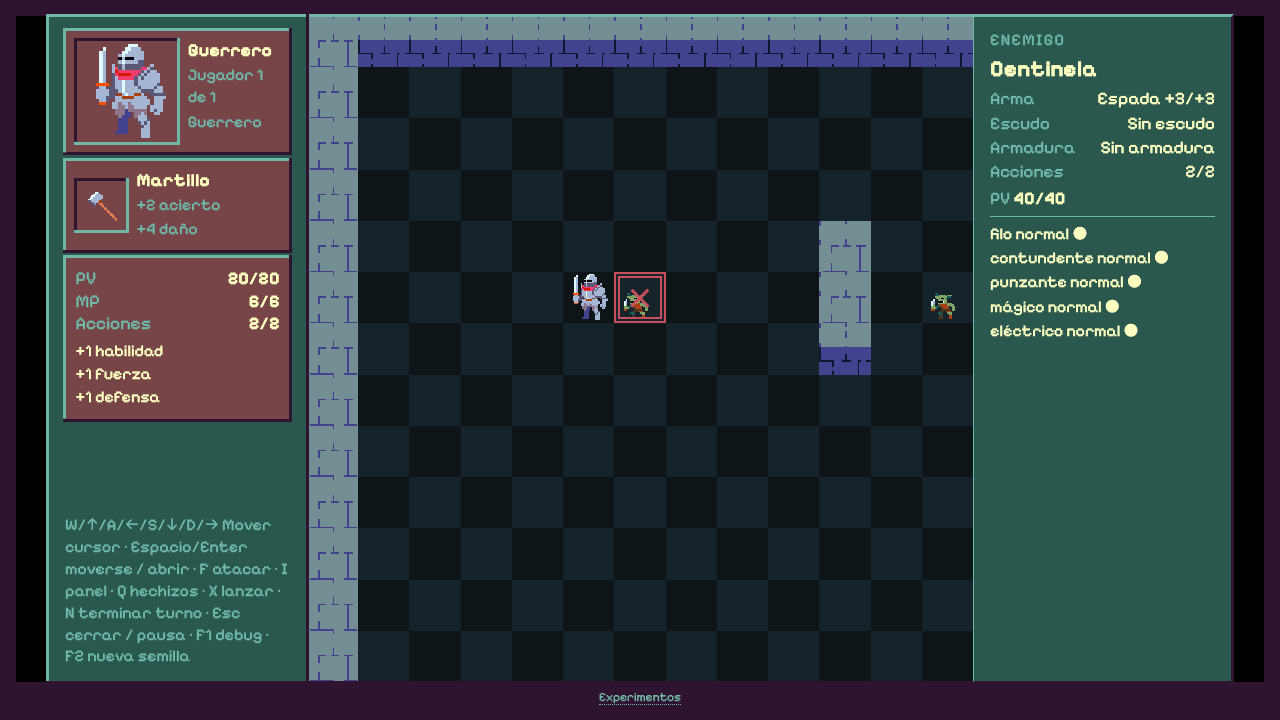 Guerrero
Jugador 1
de 1
Guerrero
Martillo
+2 acierto
+4 daño
PV 80/80
MP 6/6
Acciones 2/2
+1 habilidad
+1 fuerza
+1 defensa
W/↑/A/←/S/↓/D/→ Mover
cursor · Espacio/Enter
moverse / abrir · F atacar · I
panel · Q hechizos · X lanzar ·
N terminar turno · Esc
cerrar / pausa · F1 debug ·
F2 nueva semilla
ENEMIGO
Centinela
Arma Espada +3/+3
Escudo Sin escudo
Armadura Sin armadura
Acciones 2/2
PV 40/40
filo normal
contundente normal
punzante normal
mágico normal
eléctrico normal
Experimentos